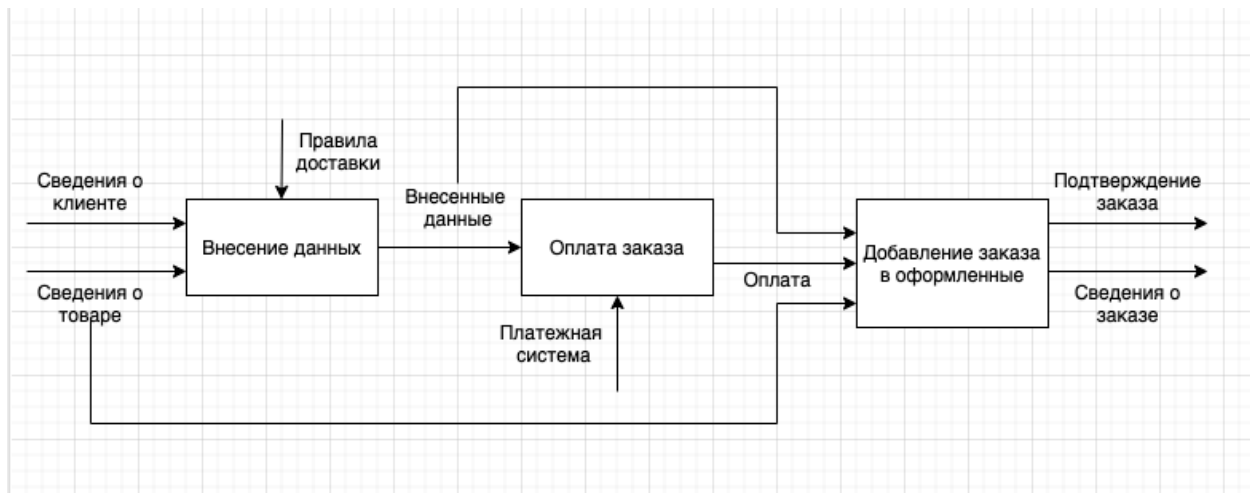 Правила
доставки
Сведения о
клиенте
Внесенные
данные
Подтверждение
заказа
Внесение данных
Оплата заказа
Добавление заказа
в оформленные
Сведения о
товаре
Оплата
Сведения о
заказе
Платежная
система